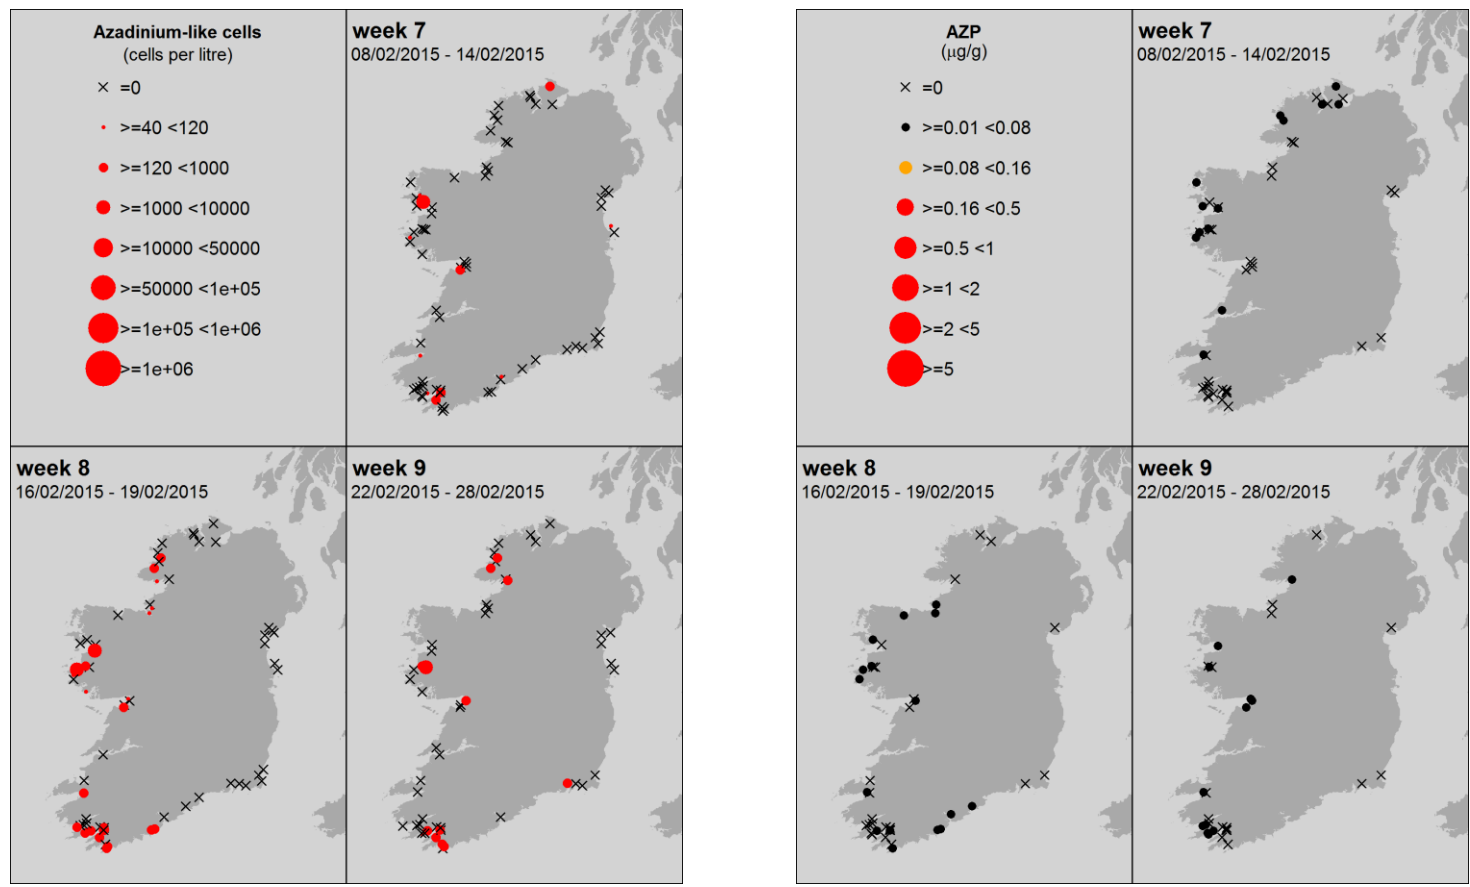 Azadinium-like cells
(cells per litre)
=0
>=40 <120
>=120 <1000
>=1000 <10000
>=10000 <50000
>=50000 <1e+05
>=1e+05 <1e+06
>=1e+06
week 7
08/02/2015 - 14/02/2015
week 8
16/02/2015 - 19/02/2015
week 9
22/02/2015 - 28/02/2015
AZP
(µg/g)
=0
>=0.01 <0.08
>=0.08 <0.16
>=0.16 <0.5
>=0.5 <1
>=1 <2
>=2 <5
>=5
week 7
08/02/2015 - 14/02/2015
week 8
16/02/2015 - 19/02/2015
week 9
22/02/2015 - 28/02/2015